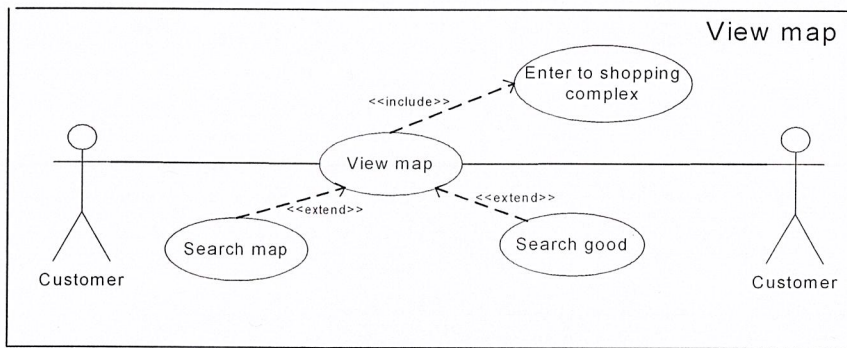 View map
Enter to shopping
complex
<<include>>
View map
<<extend>>
<<extend>>
Search map
Search good
Customer
Customer